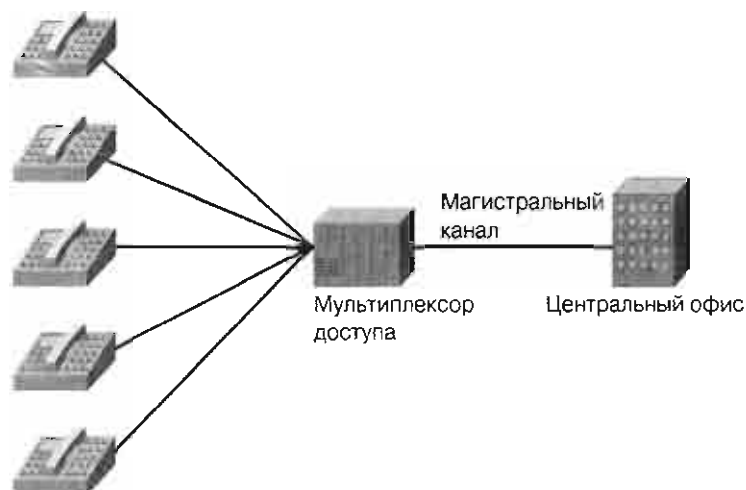 Магистральный
канал
Мультиплексор
доступа
Центральный офис